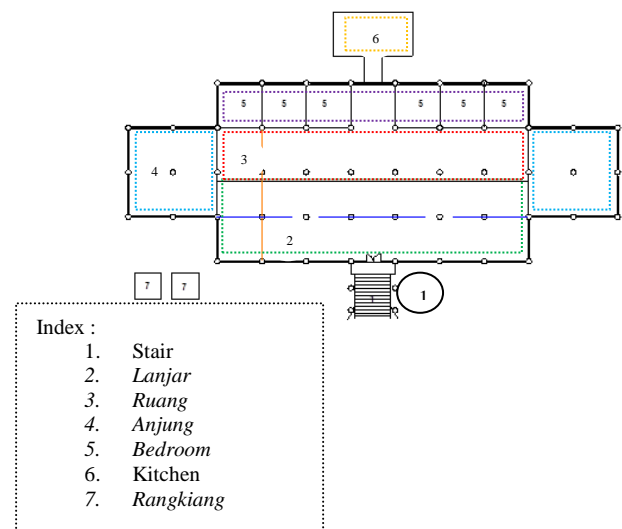 6
5 5 5 5 5 5
3
4
2
7 7
1
Index :
1. Stair
2. Lanjar
3. Ruang
4. Anjung
5. Bedroom
6. Kitchen
7. Rangkiang